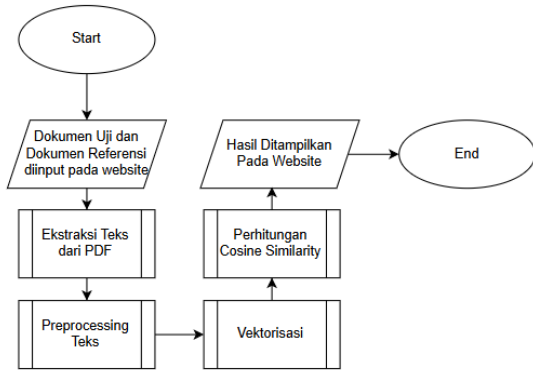 Start
Dokumen Uji dan
Dokumen Referensi
diinput pada website
Ekstraksi Teks
dari PDF
Preprocessing
Teks
Vektorisasi
Perhitungan
Cosine Similarity
Hasil Ditampilkan
Pada Website
End